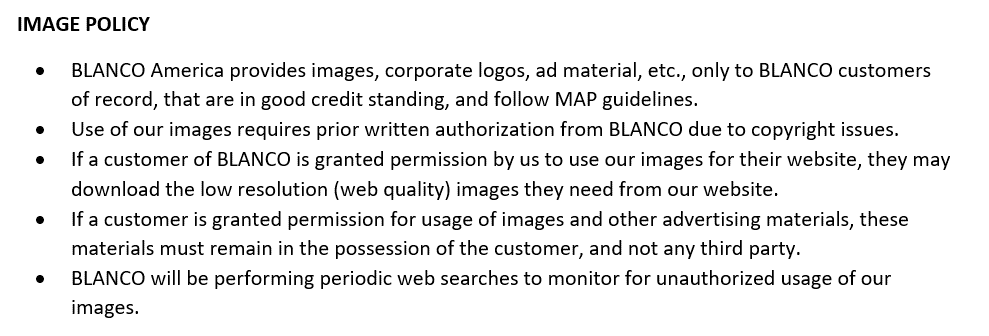 IMAGE POLICY
• BLANCO America provides images, corporate logos, ad material, etc., only to BLANCO customers
of record, that are in good credit standing, and follow MAP guidelines.
• Use of our images requires prior written authorization from BLANCO due to copyright issues.
• If a customer of BLANCO is granted permission by us to use our images for their website, they may
download the low resolution (web quality) images they need from our website.
• If a customer is granted permission for usage of images and other advertising materials, these
materials must remain in the possession of the customer, and not any third party.
• BLANCO will be performing periodic web searches to monitor for unauthorized usage of our
images.